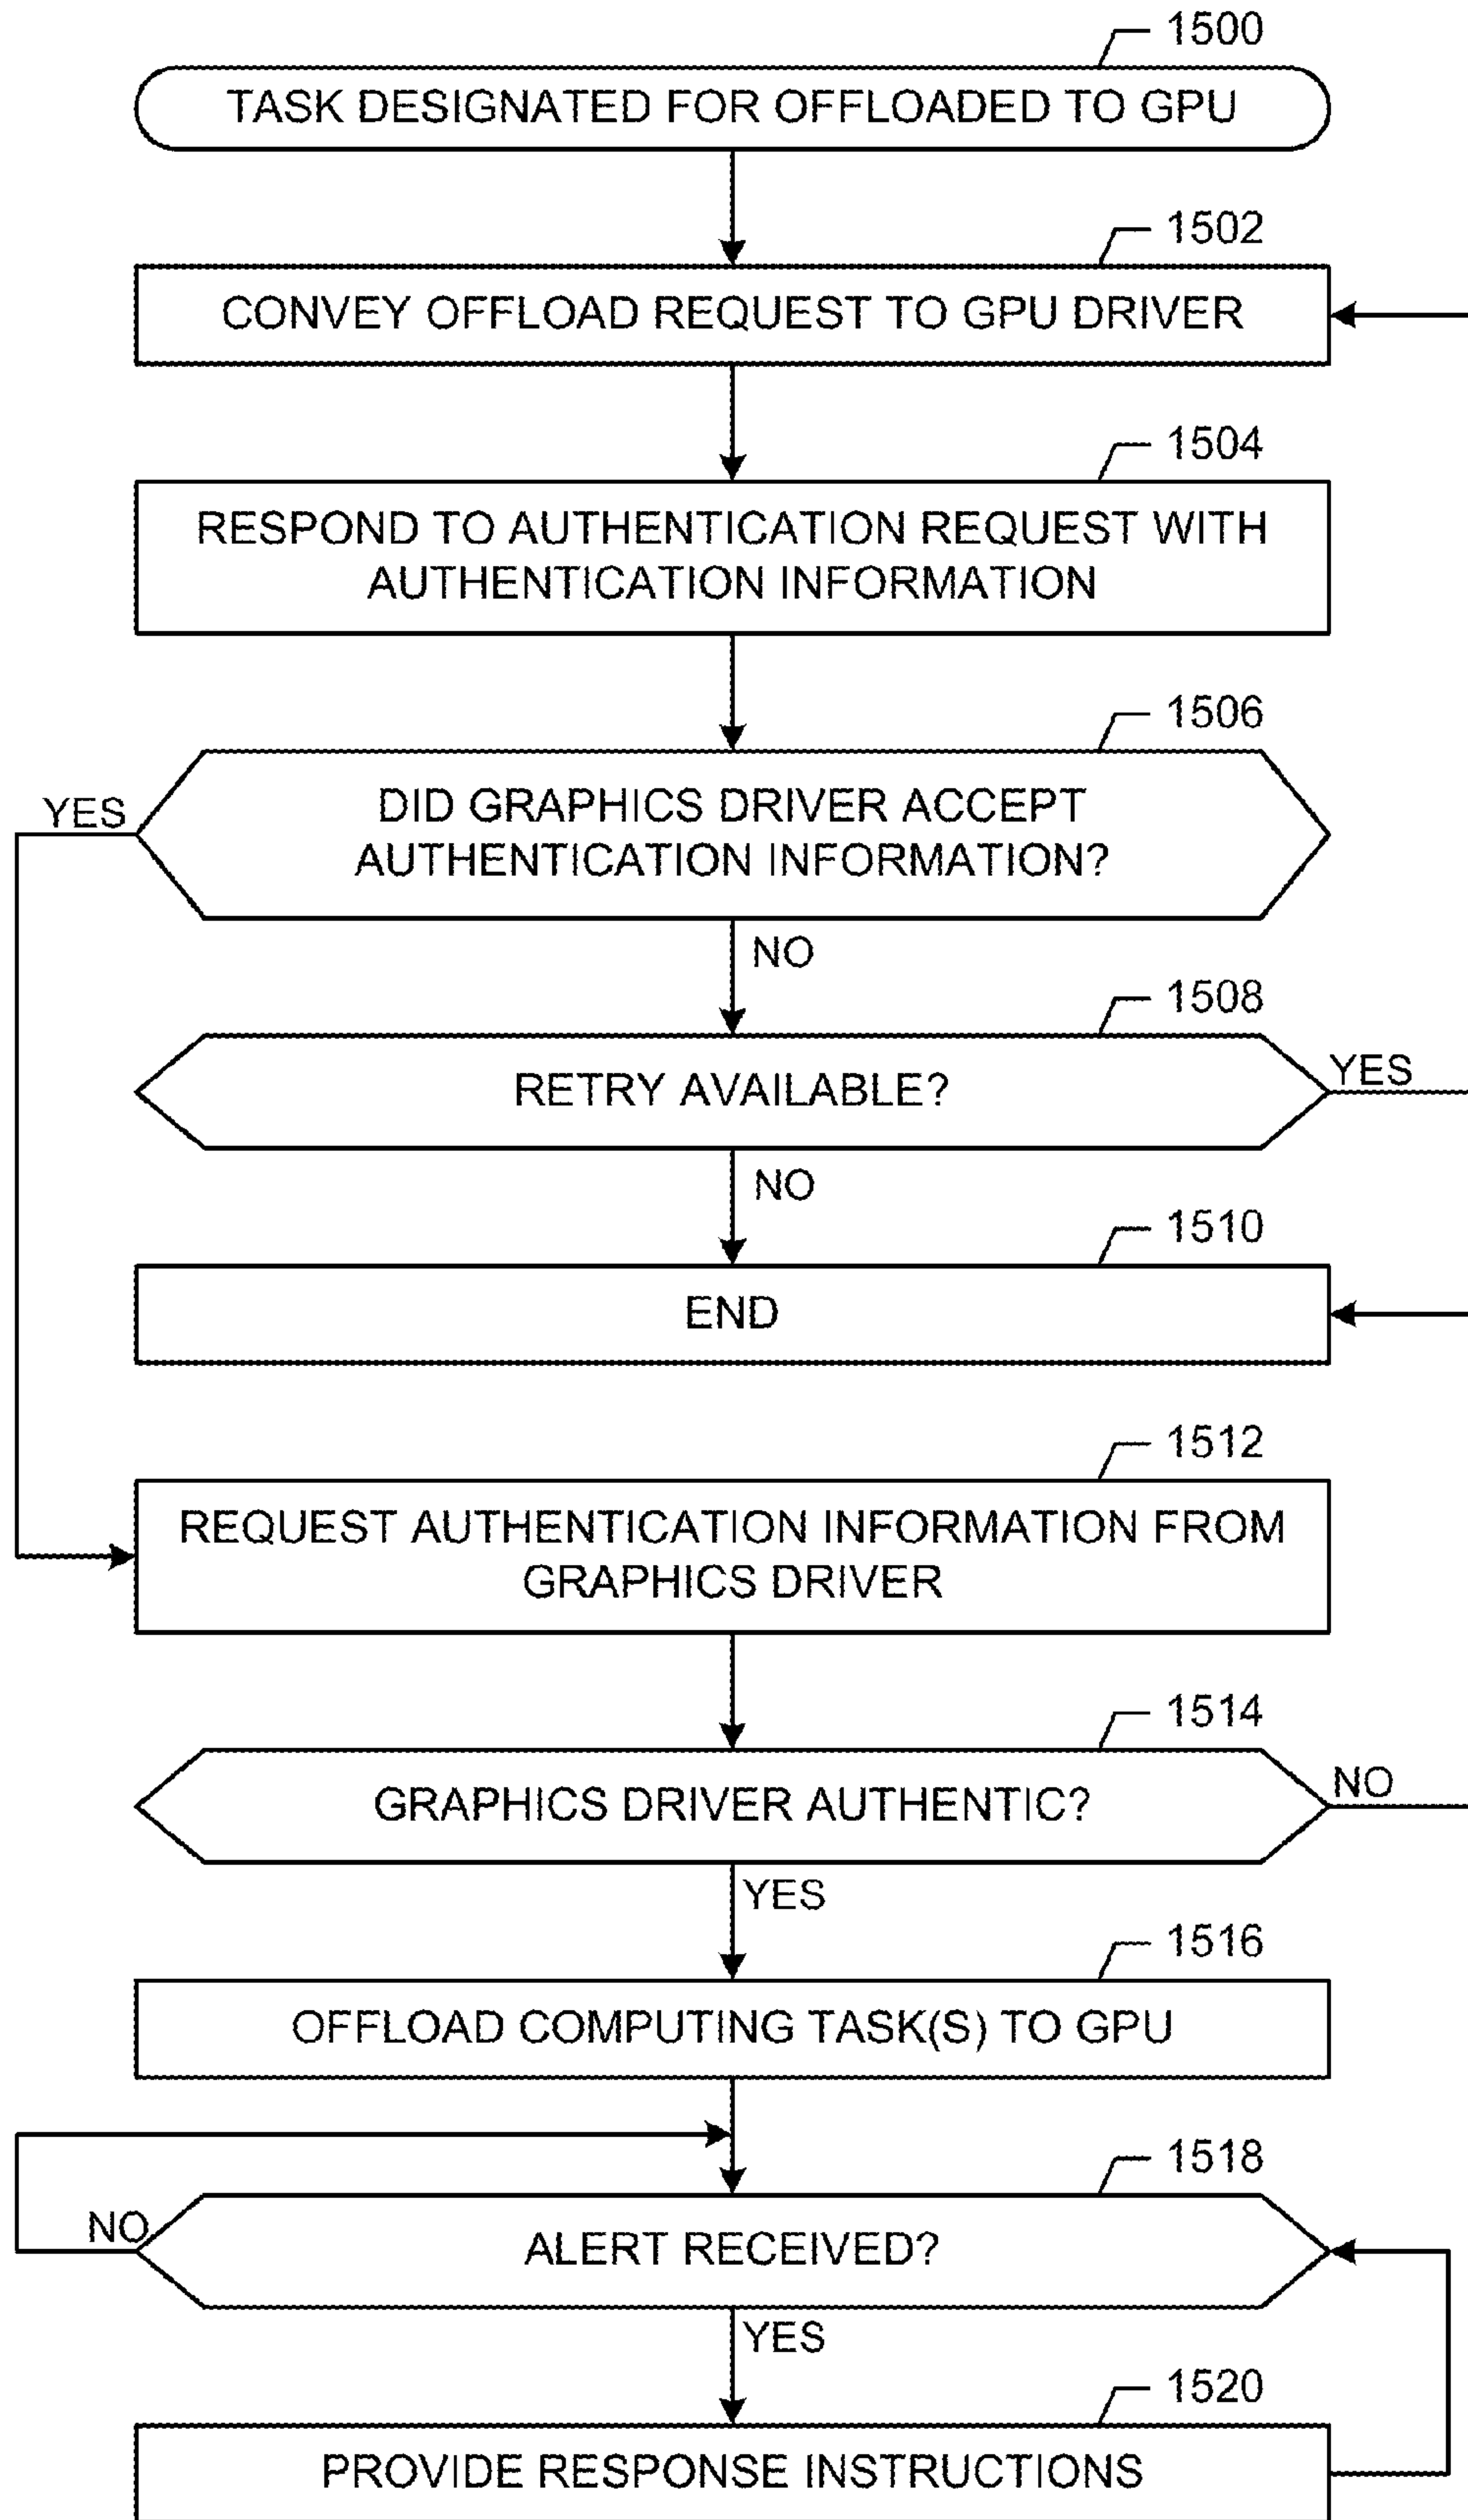 1500
TASK DESIGNATED FOR OFFLOADED TO GPU
1502
CONVEY OFFLOAD REQUEST TO GPU DRIVER
1504
RESPOND TO AUTHENTICATION REQUEST WITH
AUTHENTICATION INFORMATION
1506
YES
DID GRAPHICS DRIVER ACCEPT
AUTHENTICATION INFORMATION?
NO
1508
RETRY AVAILABLE?
YES
NO
1510
END
1512
REQUEST AUTHENTICATION INFORMATION FROM
GRAPHICS DRIVER
1514
GRAPHICS DRIVER AUTHENTIC?
NO
YES
1516
OFFLOAD COMPUTING TASK(S) TO GPU
1518
NO
ALERT RECEIVED?
YES
1520
PROVIDE RESPONSE INSTRUCTIONS